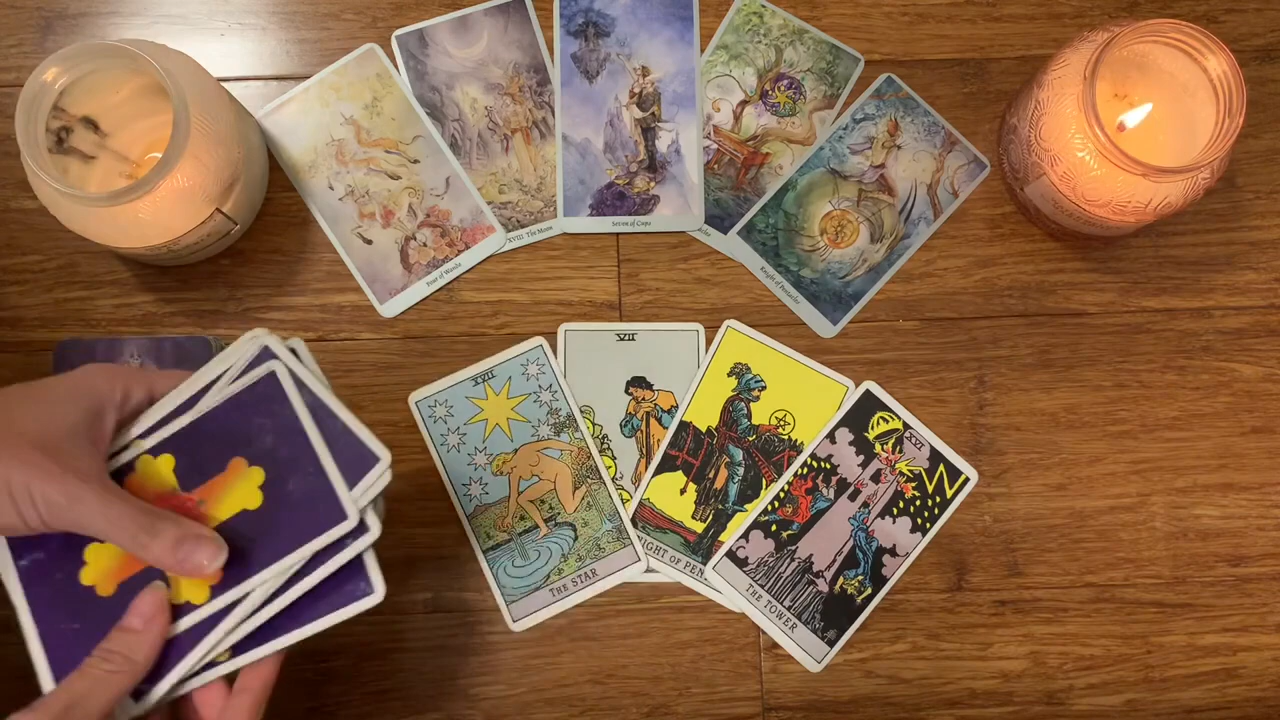 Four of Wands
XVIII The Moon
Seven of Cups
Knight of Pentacles
XVII
THE STAR
VII
NIGHT OF PEN
XVI
THE TOWER